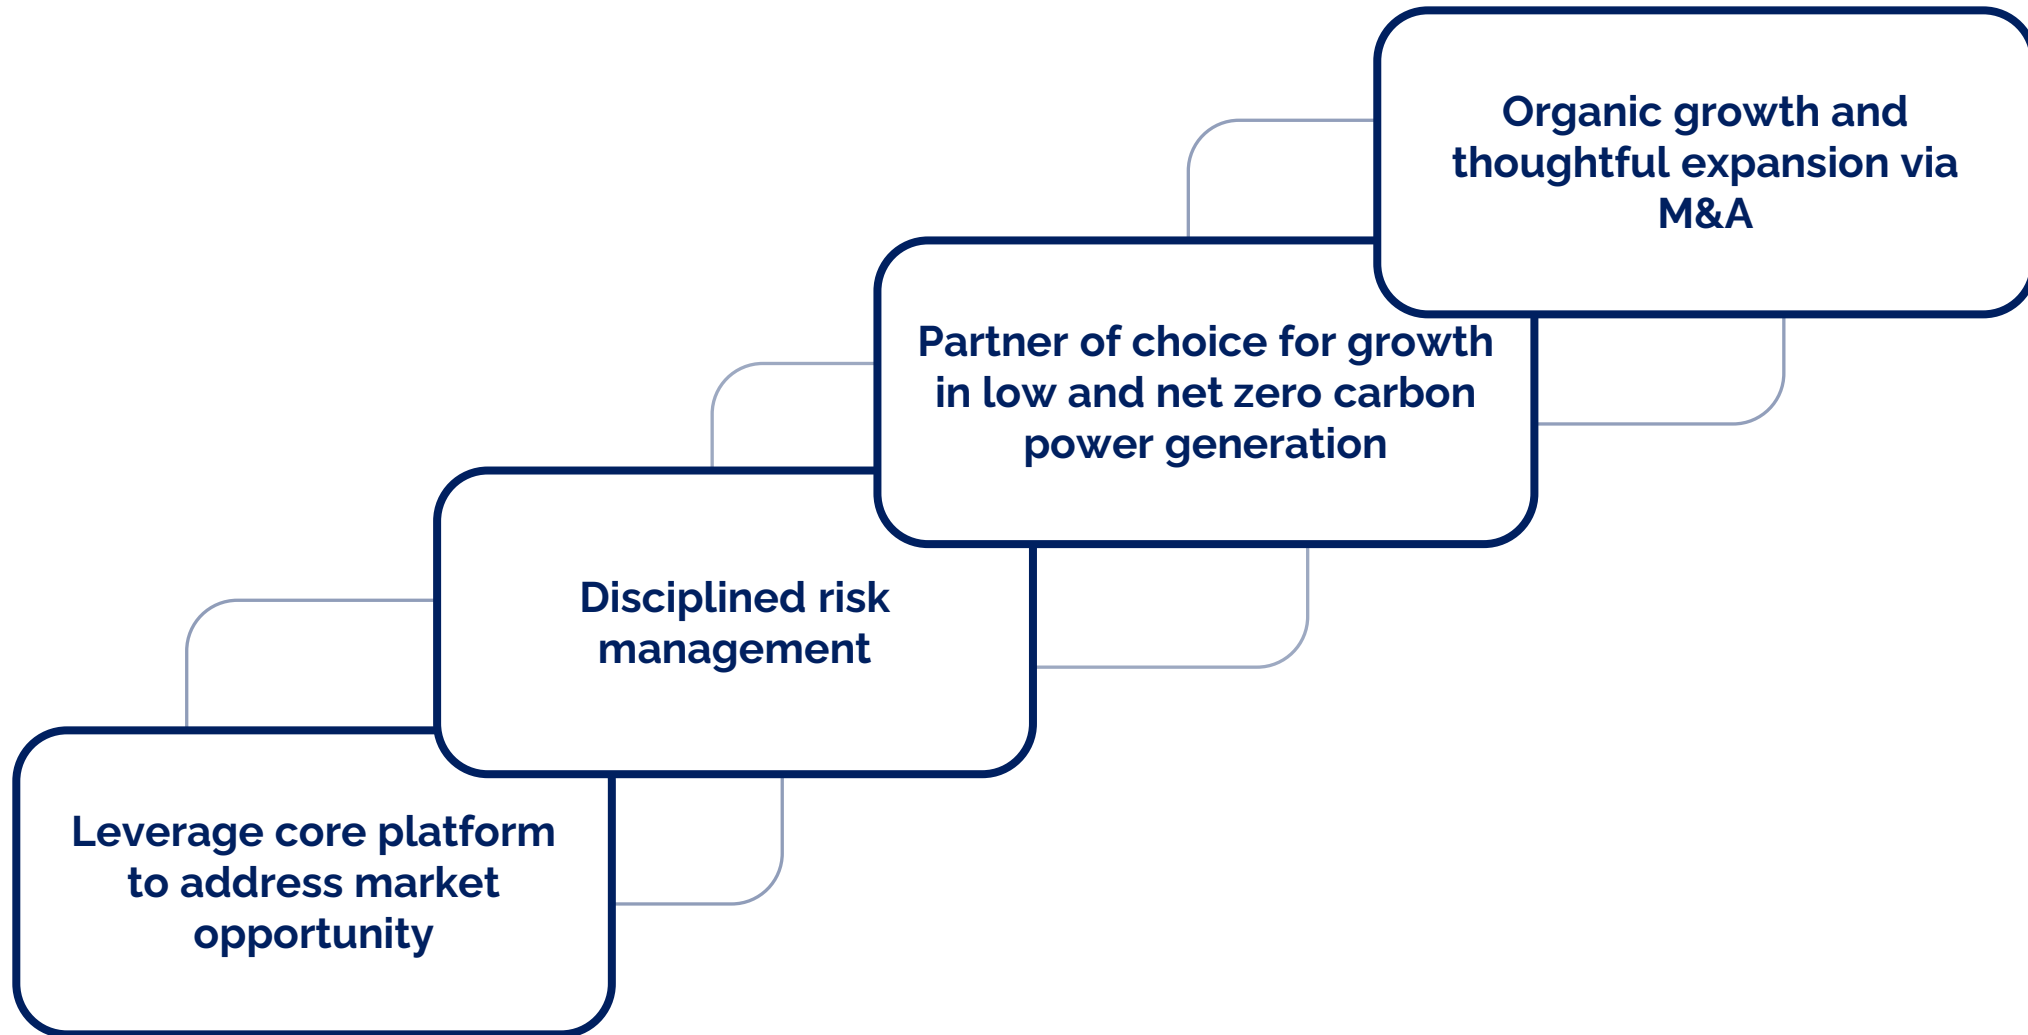 Organic growth and
thoughtful expansion via
M&A
Partner of choice for growth
in low and net zero carbon
power generation
Disciplined risk
management
Leverage core platform
to address market
opportunity